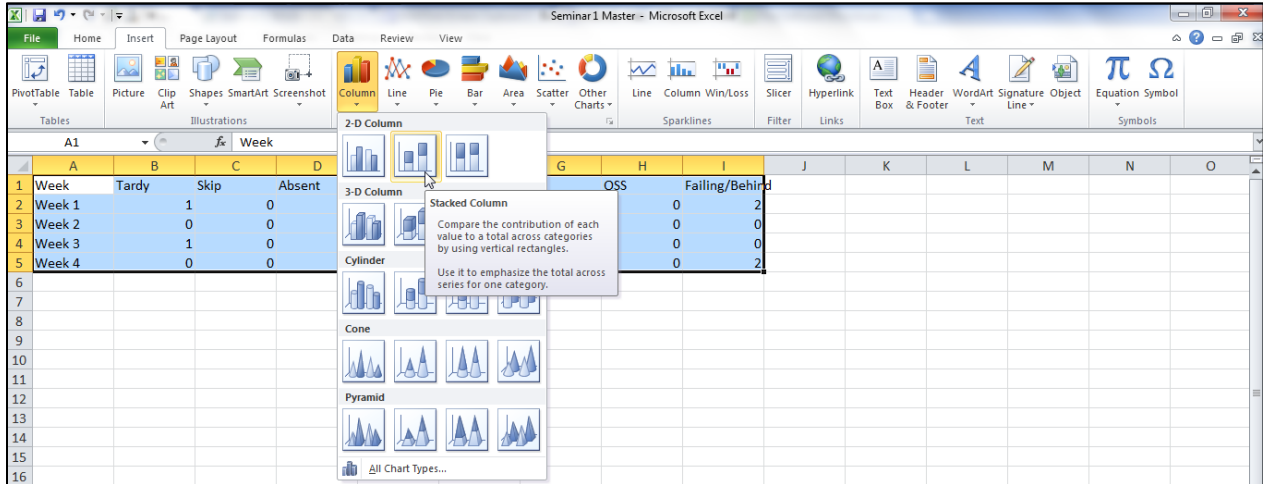 Seminar 1 Master - Microsoft Excel
File Home Insert Page Layout Formulas Data Review View
PivotTable Table Picture Clip Art Shapes SmartArt Screenshot Column Line Pie Bar Area Scatter Other Charts Line Column Win/Loss Slicer Hyperlink Text Box Header & Footer WordArt Signature Line Object Equation Symbol
Tables Illustrations Sparklines Filter Links Text Symbols
A1 fx Week
A B C D G H I J K L M N O
1 Week Tardy Skip Absent OSS Failing/Behind
2 Week 1 1 0 0 2
3 Week 2 0 0 0 0
4 Week 3 1 0 0 0
5 Week 4 0 0 0 2
6
7
8
9
10
11
12
13
14
15
16
2-D Column
3-D Column
Stacked Column
Compare the contribution of each
value to a total across categories
by using vertical rectangles.
Use it to emphasize the total across
series for one category.
Cylinder
Cone
Pyramid
All Chart Types...